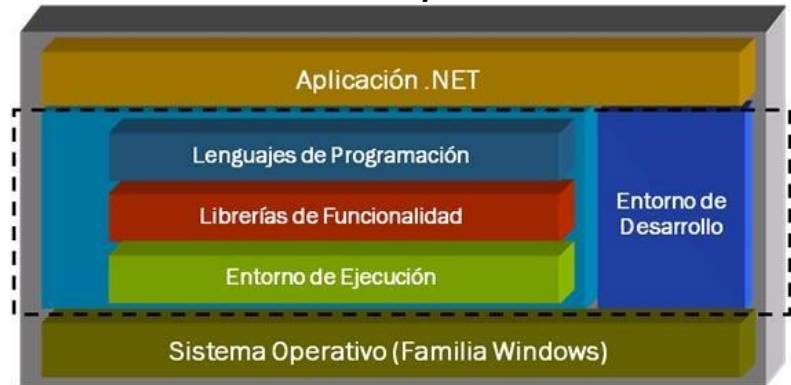 Aplicación .NET
Lenguajes de Programación
Librerías de Funcionalidad
Entorno de Ejecución
Entorno de
Desarrollo
Sistema Operativo (Familia Windows)